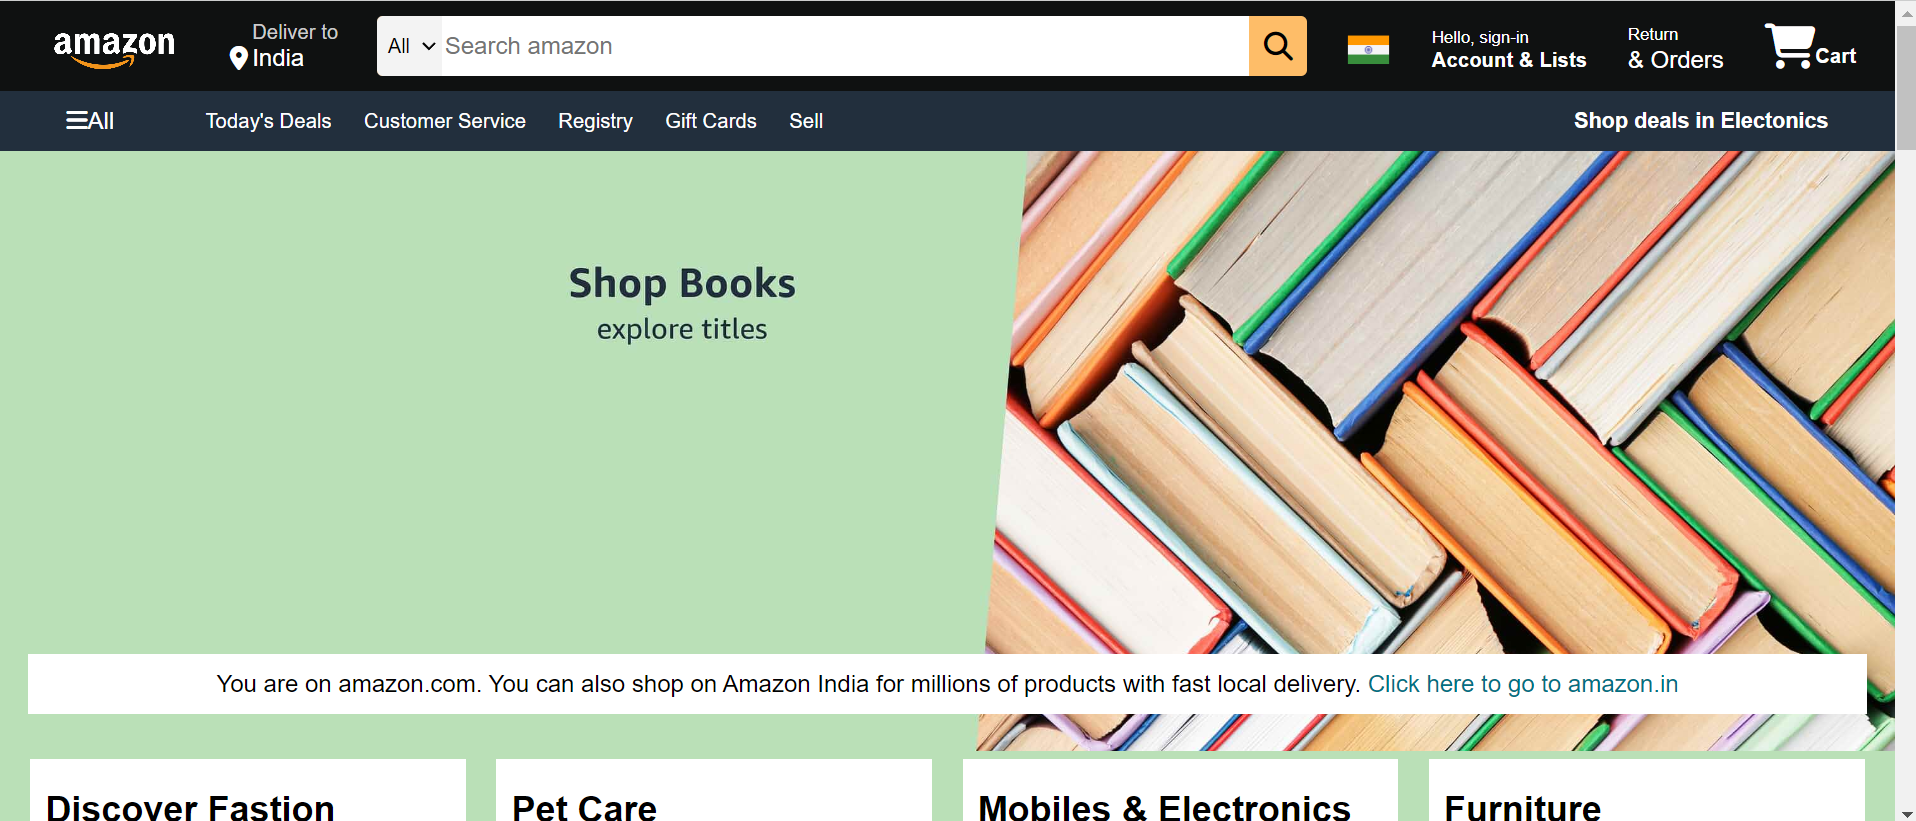 amazon
Deliver to
India
All
Search amazon
Hello, sign-in
Account & Lists
Return
& Orders
Cart
All
Today's Deals
Customer Service
Registry
Gift Cards
Sell
Shop deals in Electonics
Shop Books
explore titles
You are on amazon.com. You can also shop on Amazon India for millions of products with fast local delivery. Click here to go to amazon.in
Discover Fastion
Pet Care
Mobiles & Electronics
Furniture